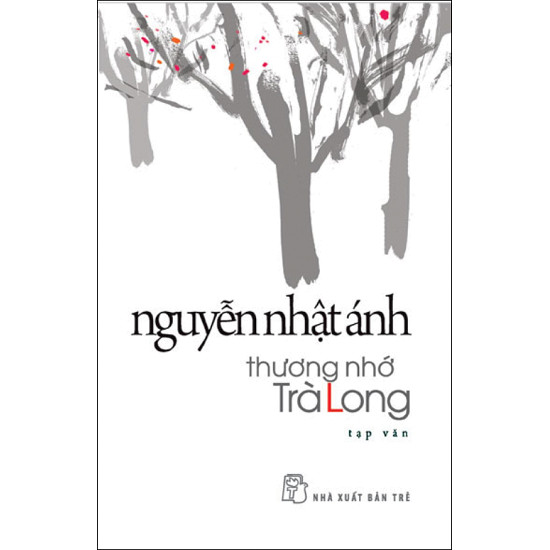 nguyễn nhật ánh
thương nhớ
Trà Long
tạp văn
NHÀ XUẤT BẢN TRẺ